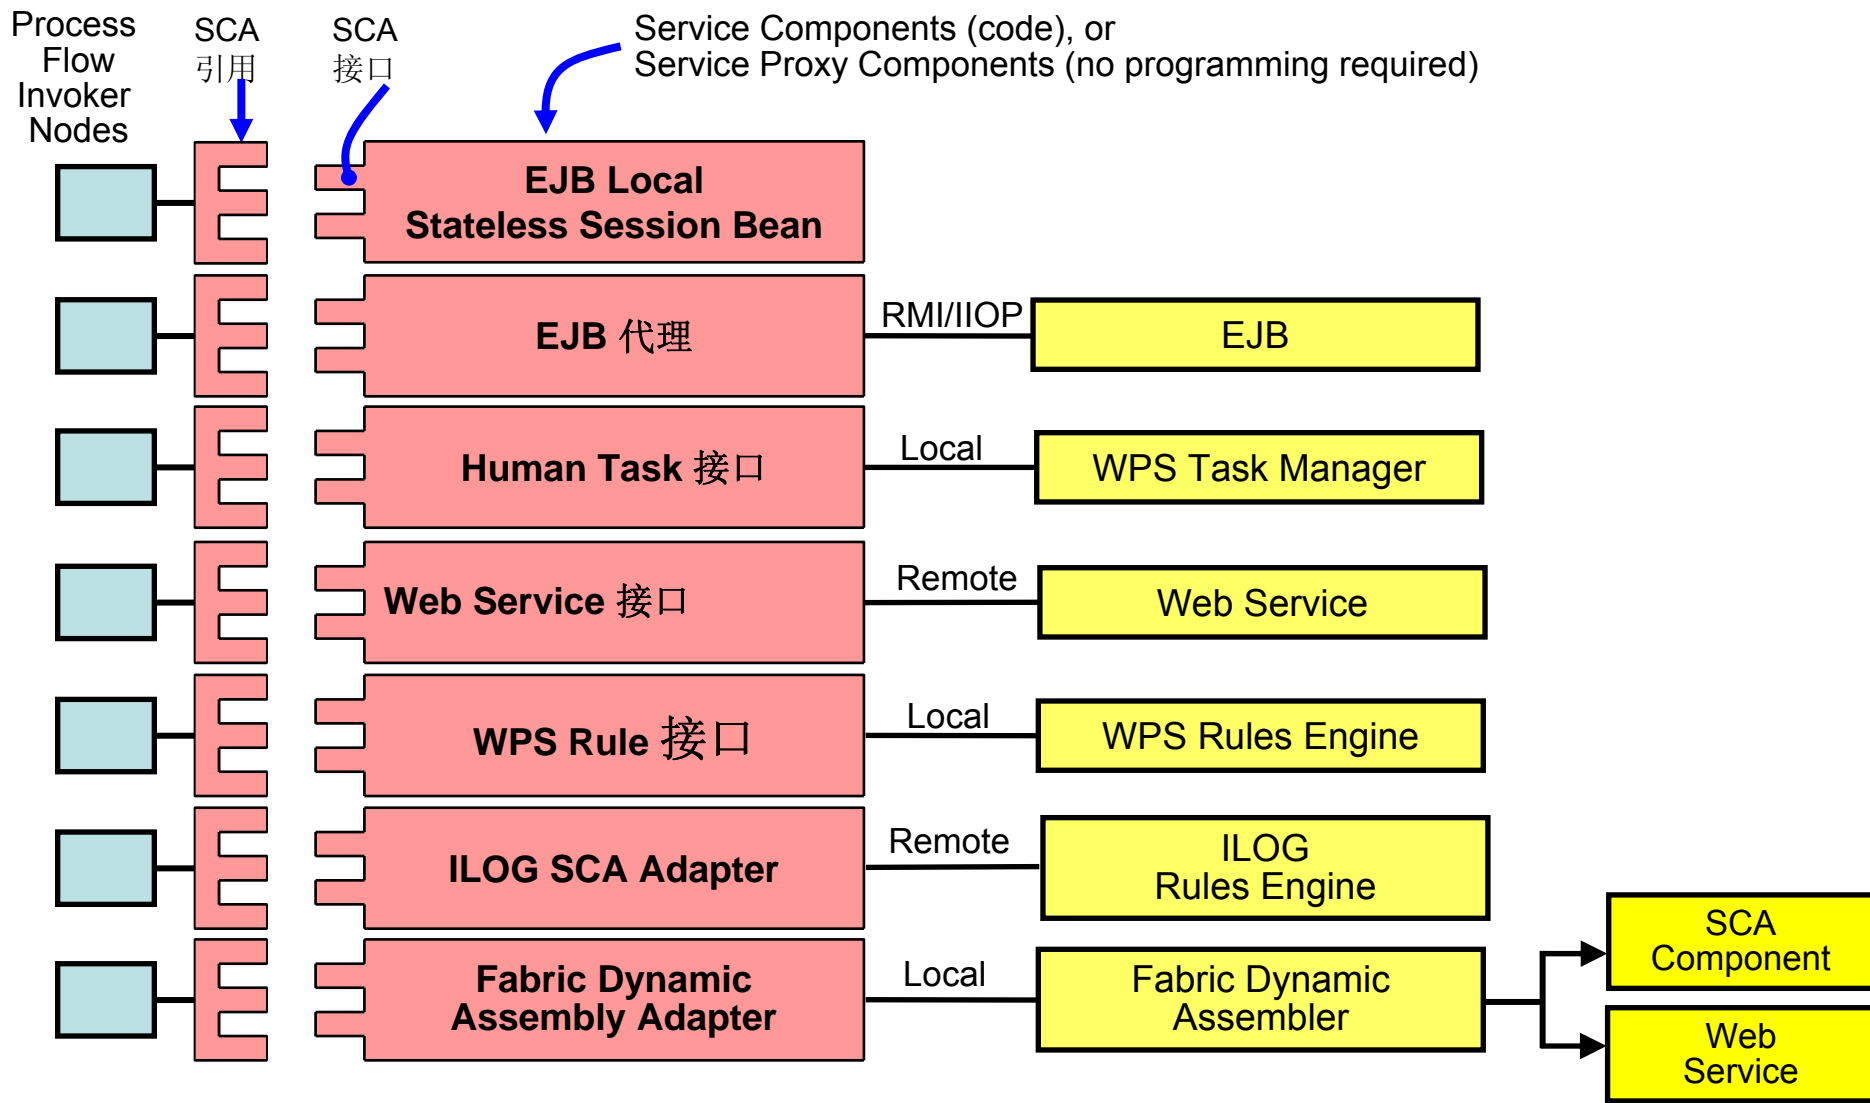 Process
Flow
Invoker
Nodes
SCA
引用
SCA
接口
Service Components (code), or
Service Proxy Components (no programming required)
EJB Local
Stateless Session Bean
EJB 代理
RMI/IIOP
EJB
Human Task 接口
Local
WPS Task Manager
Web Service 接口
Remote
Web Service
WPS Rule 接口
Local
WPS Rules Engine
ILOG SCA Adapter
Remote
ILOG
Rules Engine
Fabric Dynamic
Assembly Adapter
Local
Fabric Dynamic
Assembler
SCA
Component
Web
Service